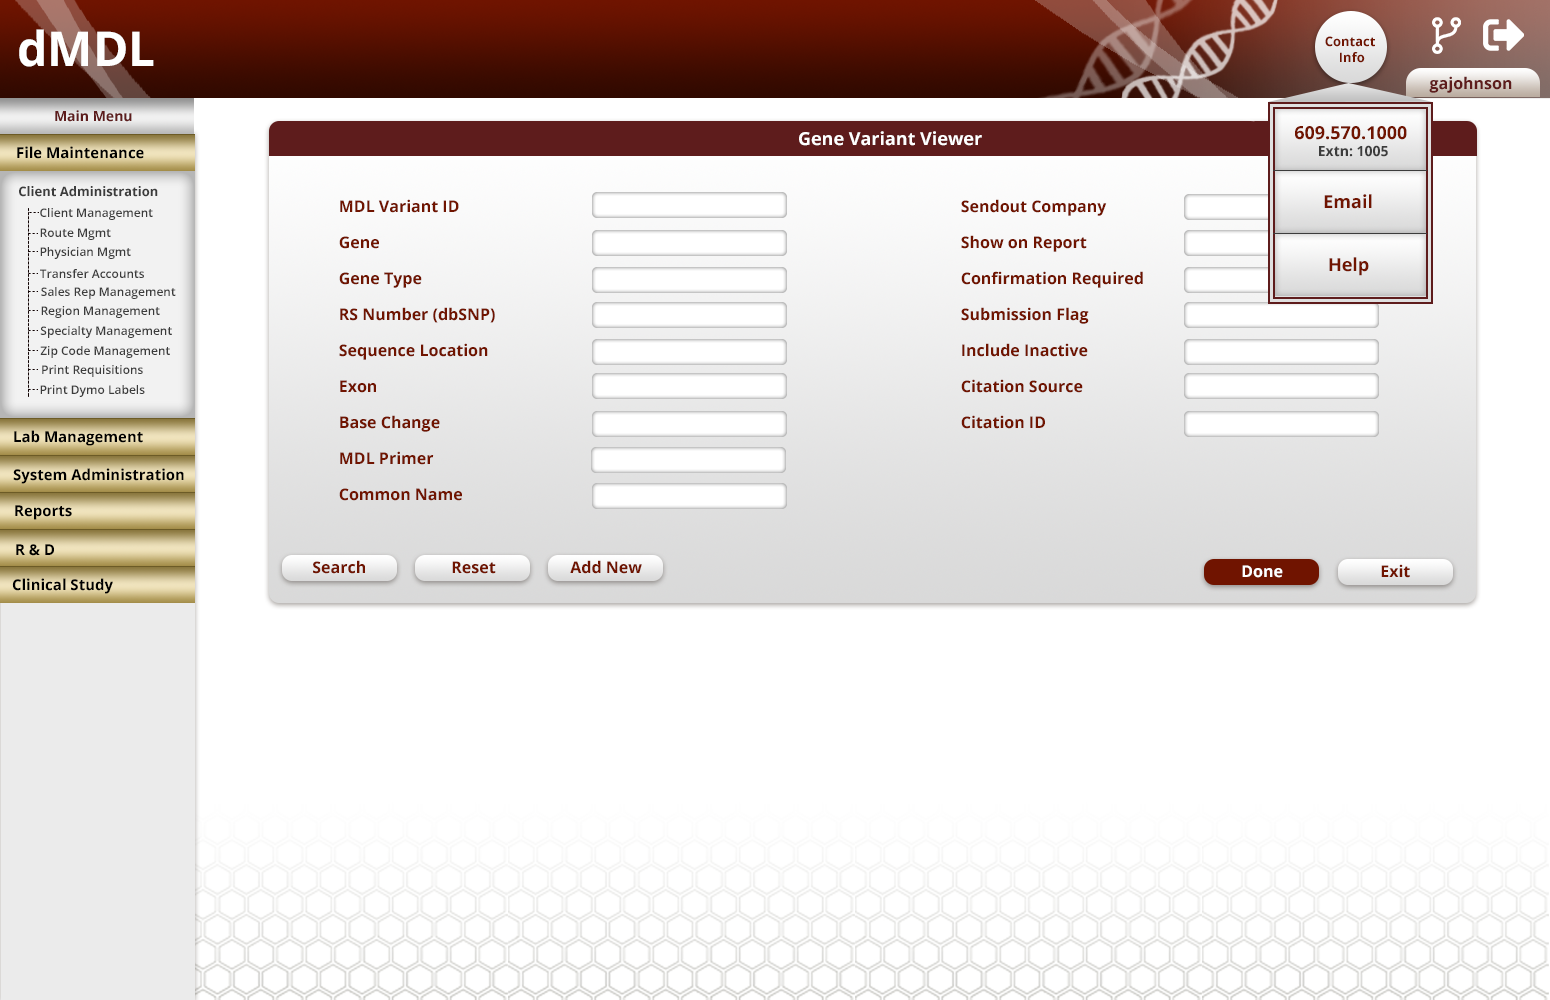 dMDL
Contact
Info
gajohnson
Main Menu
File Maintenance
Client Administration
Client Management
Route Mgmt
Physician Mgmt
Transfer Accounts
Sales Rep Management
Region Management
Specialty Management
Zip Code Management
Print Requisitions
Print Dymo Labels
Lab Management
System Administration
Reports
R & D
Clinical Study
Gene Variant Viewer
MDL Variant ID
Gene
Gene Type
RS Number (dbSNP)
Sequence Location
Exon
Base Change
MDL Primer
Common Name
Sendout Company
Show on Report
Confirmation Required
Submission Flag
Include Inactive
Citation Source
Citation ID
609.570.1000
Extn: 1005
Email
Help
Search
Reset
Add New
Done
Exit